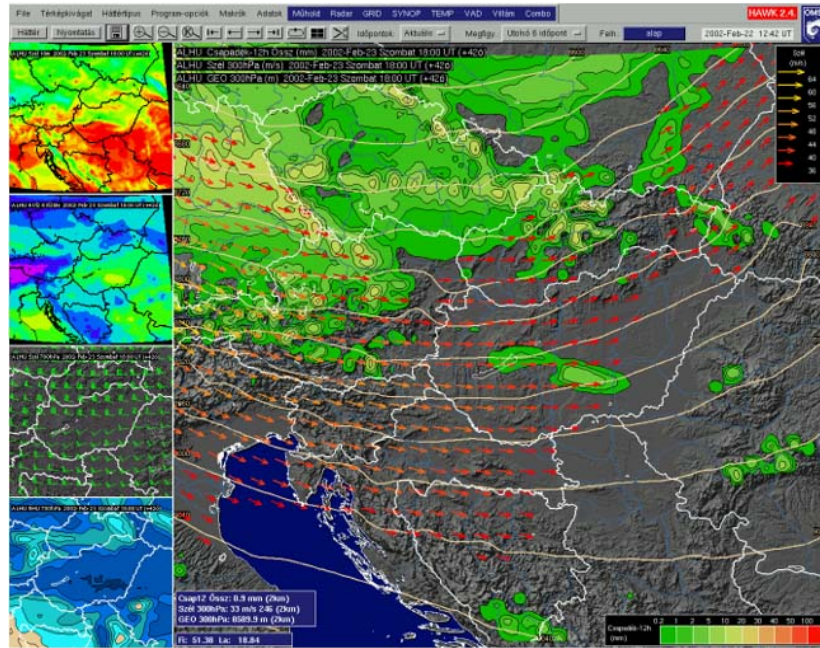 File Térképkivágat Háttértípus Program-opciók Makrók Adatok Műhold Radar GRID SYNOP TEMP VAD Villám Combo
HAWK 2.4.
Háttér Nyomtatás Időpontok: Aktuális Megfigy. Utolsó 6 időpont Felh. alap 2002-Feb-22 12:42 UT
ALHU Csapadék-12h Össz (mm) 2002-Feb-23 Szombat 18:00 UT (+42ó)
ALHU Szél 300hPa (m/s) 2002-Feb-23 Szombat 18:00 UT (+42ó)
ALHU GEO 300hPa (m) 2002-Feb-23 Szombat 18:00 UT (+42ó)
Szél
(m/s)
64
60
56
52
48
44
40
36
Csap12 Össz: 0.9 mm (2km)
Szél 300hPa: 33 m/s 246 (2km)
GEO 300hPa: 8589.9 m (2km)
Fi: 51.38 La: 18.84
Csapadék-12h
(mm)
0.2 1 2 5 10 20 30 50 100